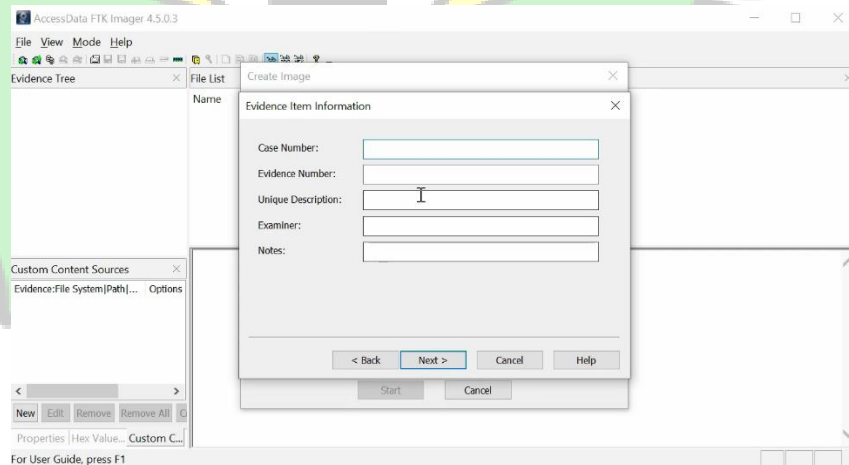 AccessData FTK Imager 4.5.0.3
File View Mode Help
Evidence Tree
File List
Create Image
Name
Evidence Item Information
Case Number:
Evidence Number:
Unique Description:
Examiner:
Notes:
Custom Content Sources
Evidence:File System|Path|... Options
< Back Next > Cancel Help
Start Cancel
New Edit Remove Remove All
Properties Hex Value... Custom C...
For User Guide, press F1